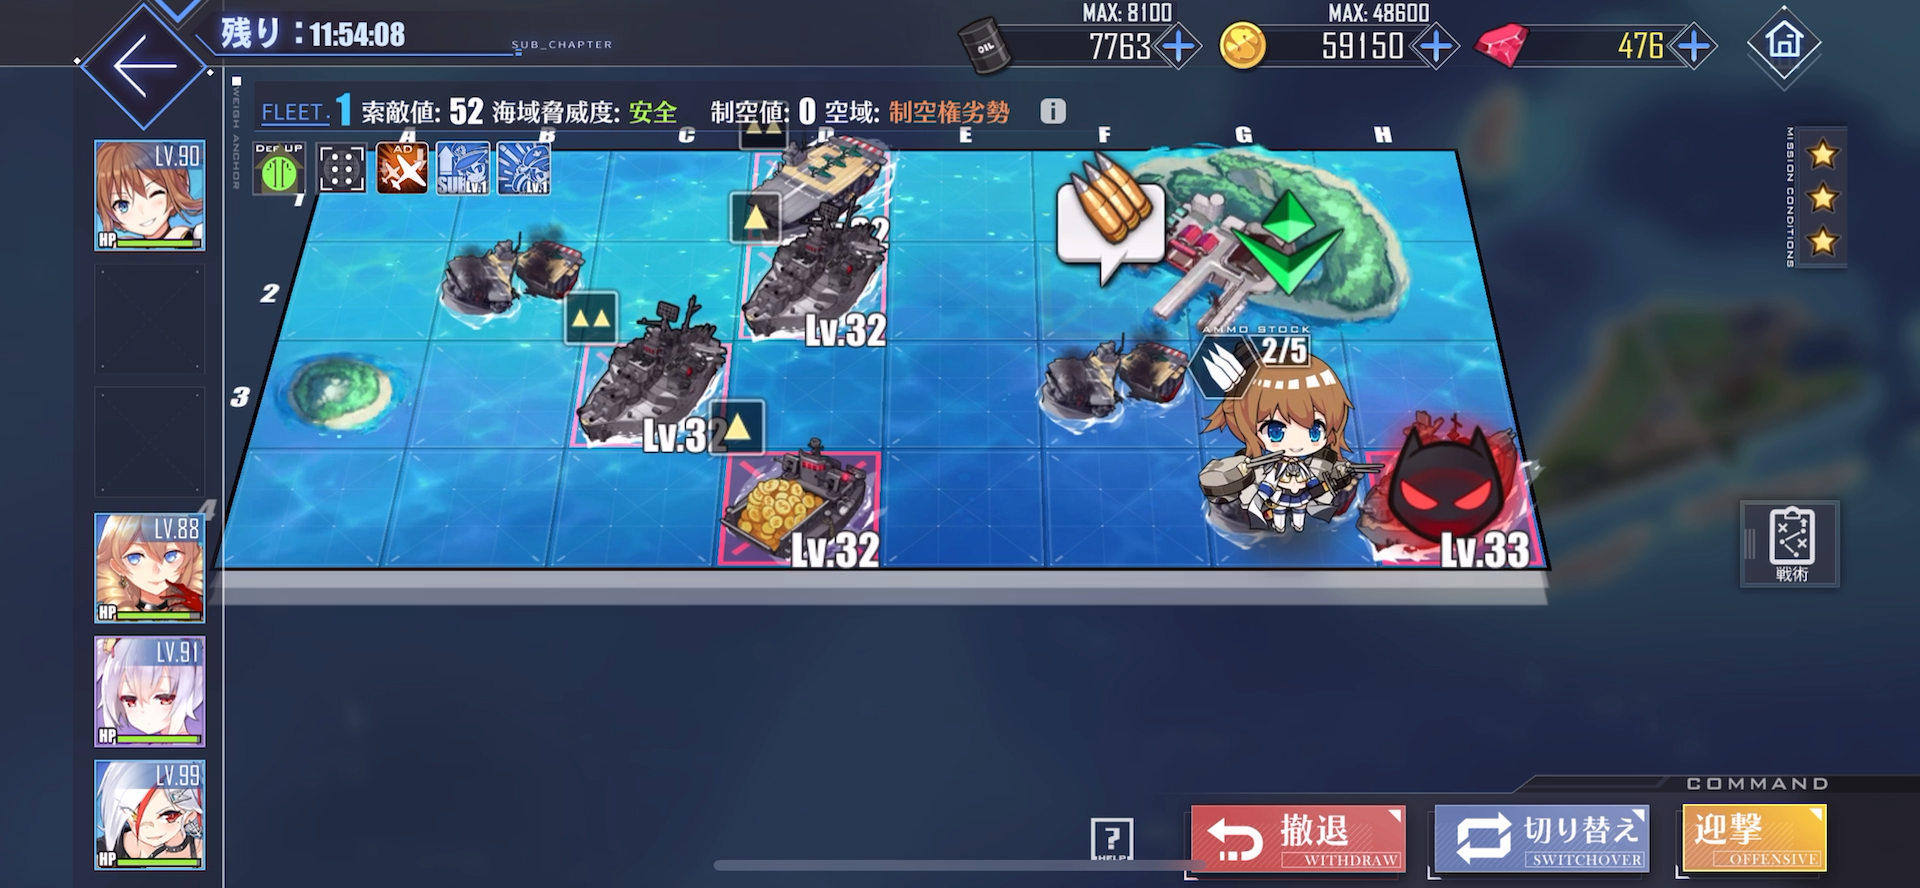 残り：11:54:08
SUB_CHAPTER
MAX: 8100
7763
MAX: 48600
59150
476
OIL
WEIGH ANCHOR
FLEET. 1 索敵値: 52 海域脅威度: 安全 制空値: 0 空域: 制空権劣勢
A B C D E F G H
DEF UP
AD
SUB LV.1
LV.1
1
2
3
4
LV.90
HP
LV.88
HP
LV.91
HP
LV.99
HP
Lv.32
Lv.32
Lv.32
Lv.33
AMMO STOCK
2/5
MISSION CONDITIONS
戦術
COMMAND
?
HELP
撤退
WITHDRAW
切り替え
SWITCHOVER
迎撃
OFFENSIVE